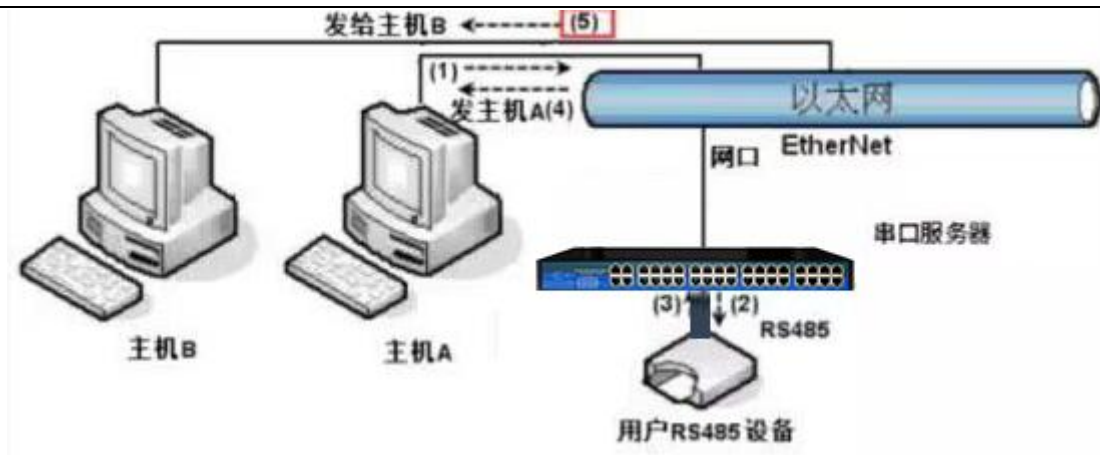 发给主机B (5)
(1)
发主机A(4)
以太网
EtherNet
网口
串口服务器
(3) (2)
RS485
主机B
主机A
用户RS485设备